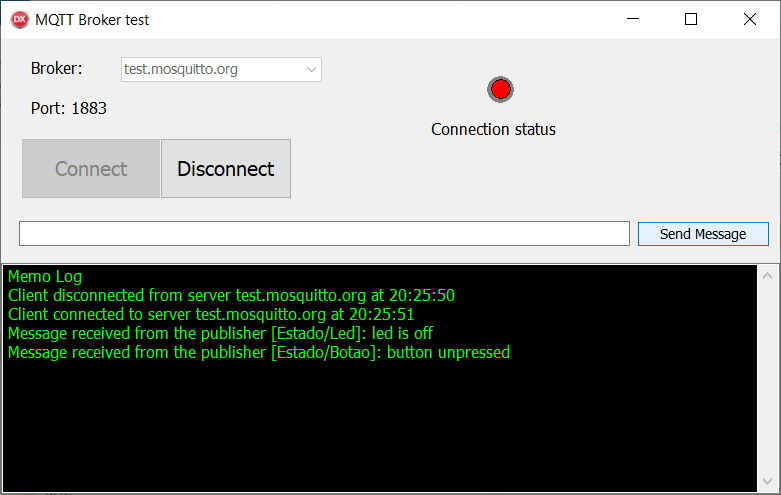 DX MQTT Broker test
Broker: test.mosquitto.org
Port: 1883
Connection status
Connect Disconnect
Send Message
Memo Log
Client disconnected from server test.mosquitto.org at 20:25:50
Client connected to server test.mosquitto.org at 20:25:51
Message received from the publisher [Estado/Led]: led is off
Message received from the publisher [Estado/Botao]: button unpressed